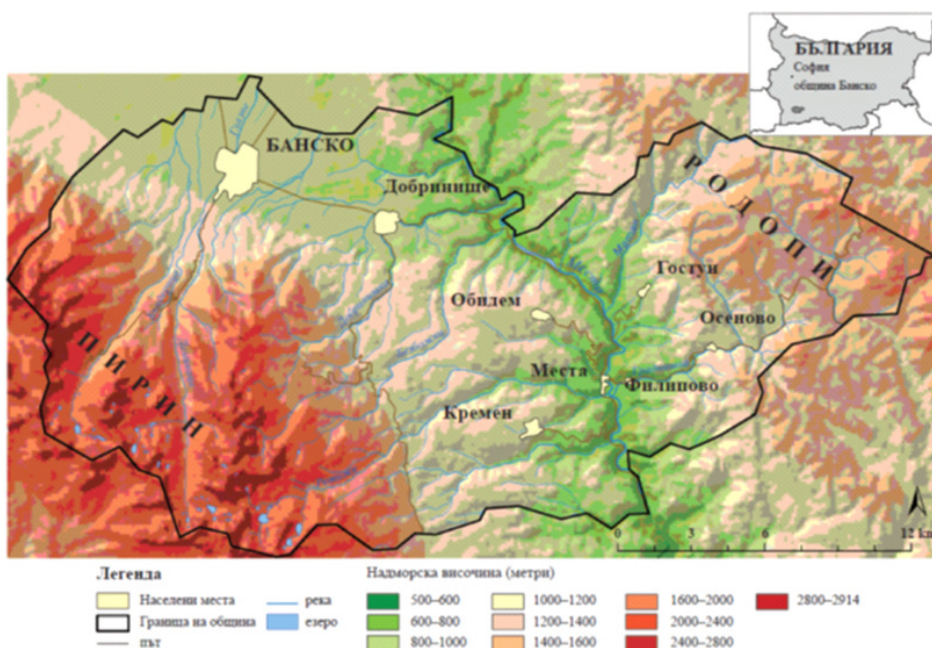 БЪЛГАРИЯ
София
община Банско
БАНСКО
Добринище
РОДОПИ
Гостун
Обидем
Осеново
Места
Филипово
ПИРИН
Кремен
0 3 6 12 km
Легенда
Населени места
Граница на община
път
река
езеро
Надморска височина (метри)
500–600
600–800
800–1000
1000–1200
1200–1400
1400–1600
1600–2000
2000–2400
2400–2800
2800–2914